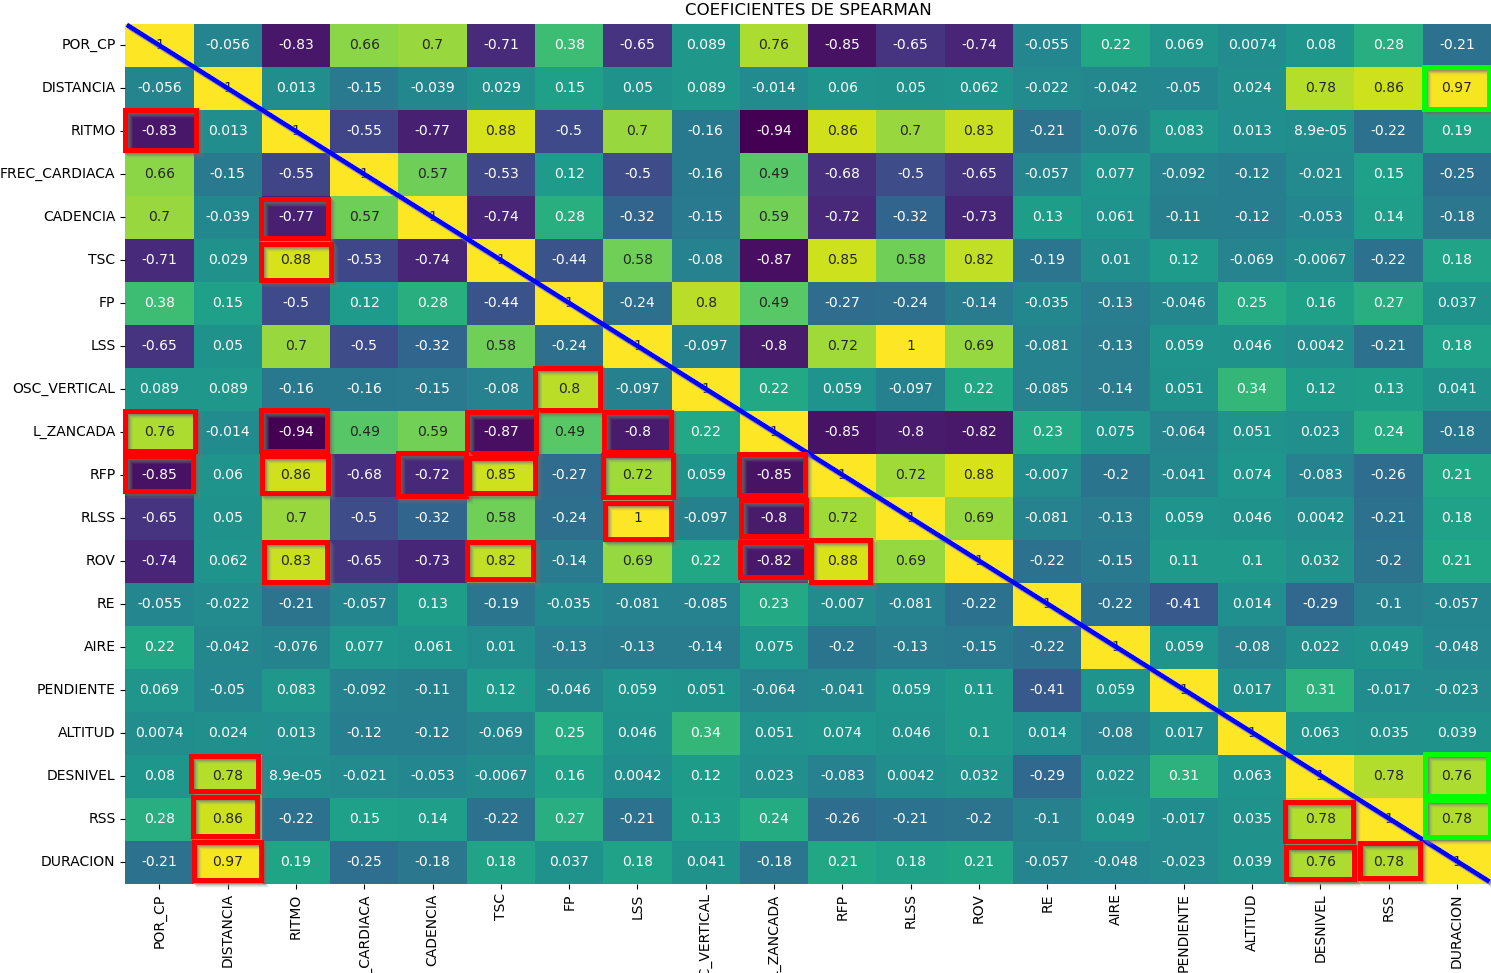 COEFICIENTES DE SPEARMAN
POR_CP 1 -0.056 -0.83 0.66 0.7 -0.71 0.38 -0.65 0.089 0.76 -0.85 -0.65 -0.74 -0.055 0.22 0.069 0.0074 0.08 0.28 -0.21
DISTANCIA -0.056 1 0.013 -0.15 -0.039 0.029 0.15 0.05 0.089 -0.014 0.06 0.05 0.062 -0.022 -0.042 -0.05 0.024 0.78 0.86 0.97
RITMO -0.83 0.013 1 -0.55 -0.77 0.88 -0.5 0.7 -0.16 -0.94 0.86 0.7 0.83 -0.21 -0.076 0.083 0.013 8.9e-05 -0.22 0.19
FREC_CARDIACA 0.66 -0.15 -0.55 1 0.57 -0.53 0.12 -0.5 -0.16 0.49 -0.68 -0.5 -0.65 -0.057 0.077 -0.092 -0.12 -0.021 0.15 -0.25
CADENCIA 0.7 -0.039 -0.77 0.57 1 -0.74 0.28 -0.32 -0.15 0.59 -0.72 -0.32 -0.73 0.13 0.061 -0.11 -0.12 -0.053 0.14 -0.18
TSC -0.71 0.029 0.88 -0.53 -0.74 1 -0.44 0.58 -0.08 -0.87 0.85 0.58 0.82 -0.19 0.01 0.12 -0.069 -0.0067 -0.22 0.18
FP 0.38 0.15 -0.5 0.12 0.28 -0.44 1 -0.24 0.8 0.49 -0.27 -0.24 -0.14 -0.035 -0.13 -0.046 0.25 0.16 0.27 0.037
LSS -0.65 0.05 0.7 -0.5 -0.32 0.58 -0.24 1 -0.097 -0.8 0.72 1 0.69 -0.081 -0.13 0.059 0.046 0.0042 -0.21 0.18
OSC_VERTICAL 0.089 0.089 -0.16 -0.16 -0.15 -0.08 0.8 -0.097 1 0.22 0.059 -0.097 0.22 -0.085 -0.14 0.051 0.34 0.12 0.13 0.041
L_ZANCADA 0.76 -0.014 -0.94 0.49 0.59 -0.87 0.49 -0.8 0.22 1 -0.85 -0.8 -0.82 0.23 0.075 -0.064 0.051 0.023 0.24 -0.18
RFP -0.85 0.06 0.86 -0.68 -0.72 0.85 -0.27 0.72 0.059 -0.85 1 0.72 0.88 -0.007 -0.2 -0.041 0.074 -0.083 -0.26 0.21
RLSS -0.65 0.05 0.7 -0.5 -0.32 0.58 -0.24 1 -0.097 -0.8 0.72 1 0.69 -0.081 -0.13 0.059 0.046 0.0042 -0.21 0.18
ROV -0.74 0.062 0.83 -0.65 -0.73 0.82 -0.14 0.69 0.22 -0.82 0.88 0.69 1 -0.22 -0.15 0.11 0.1 0.032 -0.2 0.21
RE -0.055 -0.022 -0.21 -0.057 0.13 -0.19 -0.035 -0.081 -0.085 0.23 -0.007 -0.081 -0.22 1 -0.22 -0.41 0.014 -0.29 -0.1 -0.057
AIRE 0.22 -0.042 -0.076 0.077 0.061 0.01 -0.13 -0.13 -0.14 0.075 -0.2 -0.13 -0.15 -0.22 1 0.059 -0.08 0.022 0.049 -0.048
PENDIENTE 0.069 -0.05 0.083 -0.092 -0.11 0.12 -0.046 0.059 0.051 -0.064 -0.041 0.059 0.11 -0.41 0.059 1 0.017 0.31 -0.017 -0.023
ALTITUD 0.0074 0.024 0.013 -0.12 -0.12 -0.069 0.25 0.046 0.34 0.051 0.074 0.046 0.1 0.014 -0.08 0.017 1 0.063 0.035 0.039
DESNIVEL 0.08 0.78 8.9e-05 -0.021 -0.053 -0.0067 0.16 0.0042 0.12 0.023 -0.083 0.0042 0.032 -0.29 0.022 0.31 0.063 1 0.78 0.76
RSS 0.28 0.86 -0.22 0.15 0.14 -0.22 0.27 -0.21 0.13 0.24 -0.26 -0.21 -0.2 -0.1 0.049 -0.017 0.035 0.78 1 0.78
DURACION -0.21 0.97 0.19 -0.25 -0.18 0.18 0.037 0.18 0.041 -0.18 0.21 0.18 0.21 -0.057 -0.048 -0.023 0.039 0.76 0.78 1
POR_CP DISTANCIA RITMO _CARDIACA CADENCIA TSC FP LSS _VERTICAL _ZANCADA RFP RLSS ROV RE AIRE PENDIENTE ALTITUD DESNIVEL RSS DURACION